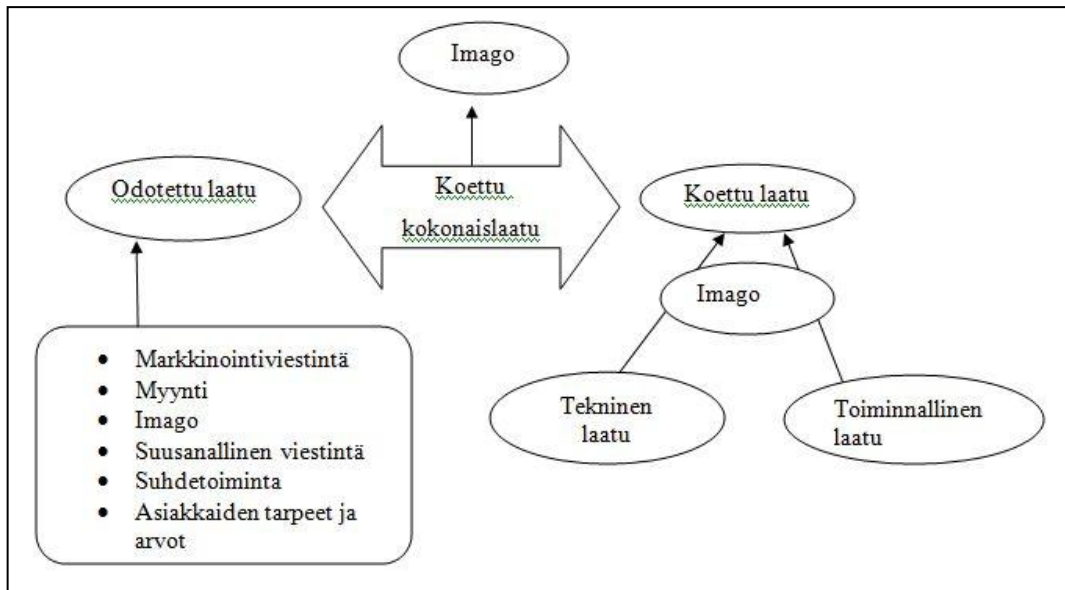 Imago
Odotettu laatu
Koettu
kokonaislaatu
Koettu laatu
Imago
Tekninen
laatu
Toiminnallinen
laatu
• Markkinointiviestintä
• Myynti
• Imago
• Suusanallinen viestintä
• Suhdetoiminta
• Asiakkaiden tarpeet ja
arvot